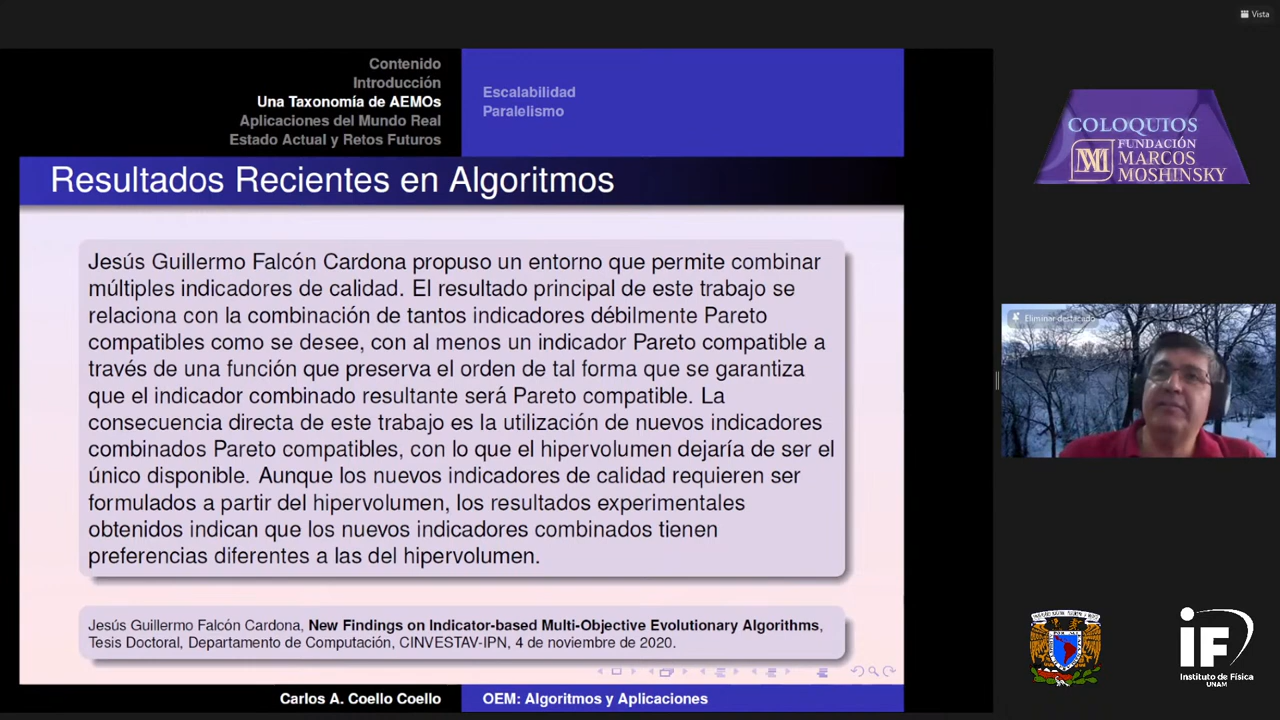 Vista
Contenido
Introducción
Una Taxonomía de AEMOs
Aplicaciones del Mundo Real
Estado Actual y Retos Futuros
Escalabilidad
Paralelismo
Resultados Recientes en Algoritmos
Jesús Guillermo Falcón Cardona propuso un entorno que permite combinar
múltiples indicadores de calidad. El resultado principal de este trabajo se
relaciona con la combinación de tantos indicadores débilmente Pareto
compatibles como se desee, con al menos un indicador Pareto compatible a
través de una función que preserva el orden de tal forma que se garantiza
que el indicador combinado resultante será Pareto compatible. La
consecuencia directa de este trabajo es la utilización de nuevos indicadores
combinados Pareto compatibles, con lo que el hipervolumen dejaría de ser el
único disponible. Aunque los nuevos indicadores de calidad requieren ser
formulados a partir del hipervolumen, los resultados experimentales
obtenidos indican que los nuevos indicadores combinados tienen
preferencias diferentes a las del hipervolumen.
Jesús Guillermo Falcón Cardona, New Findings on Indicator-based Multi-Objective Evolutionary Algorithms,
Tesis Doctoral, Departamento de Computación, CINVESTAV-IPN, 4 de noviembre de 2020.
Carlos A. Coello Coello
OEM: Algoritmos y Aplicaciones
COLOQUIOS
FUNDACIÓN
MARCOS
MOSHINSKY
Eliminar destacado
iF
Instituto de Física
UNAM